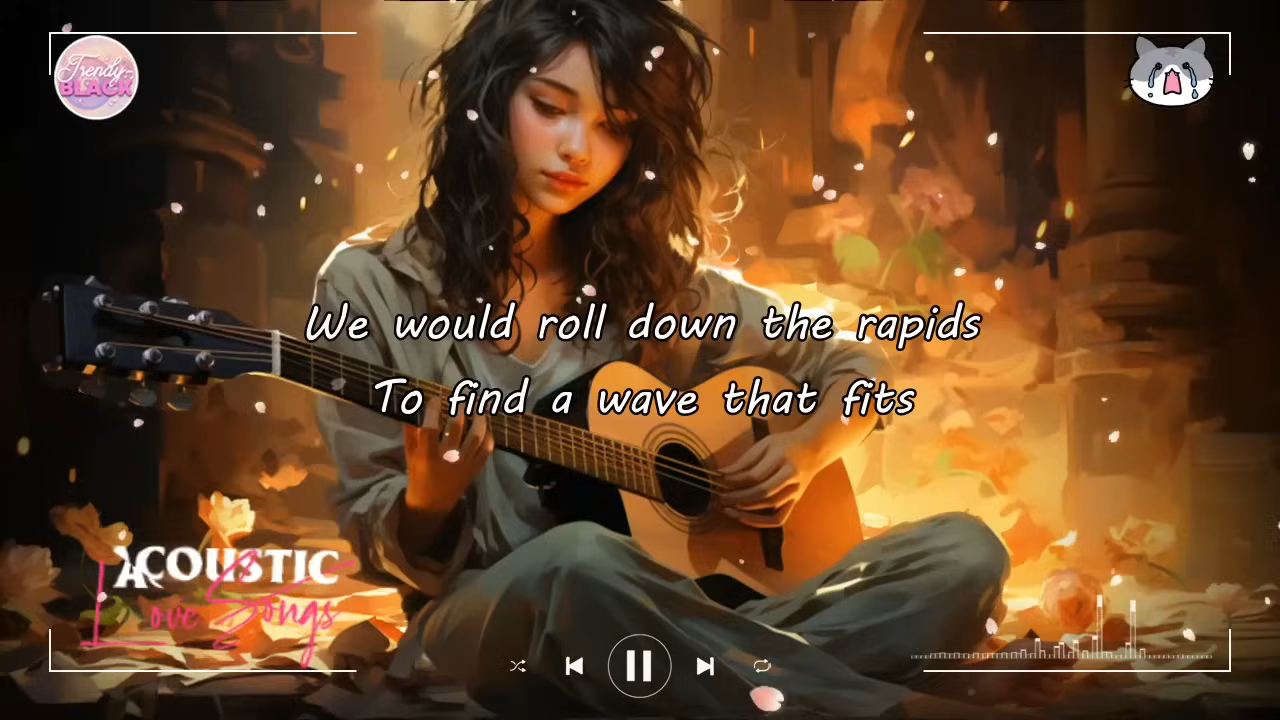 Trendy
BLACK
We would roll down the rapids
To find a wave that fits
ACOUSTIC
Love Songs